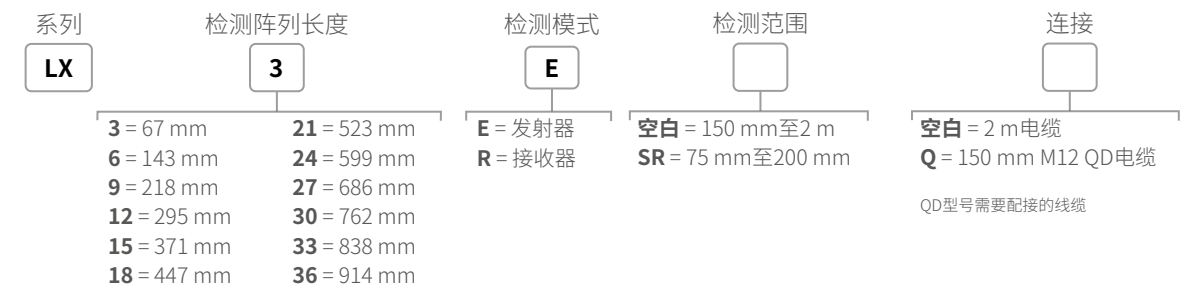 系列 检测阵列长度 检测模式 检测范围 连接
LX 3 E
3 = 67 mm 21 = 523 mm E = 发射器 空白 = 150 mm至2 m 空白 = 2 m电缆
6 = 143 mm 24 = 599 mm R = 接收器 SR = 75 mm至200 mm Q = 150 mm M12 QD电缆
9 = 218 mm 27 = 686 mm
12 = 295 mm 30 = 762 mm QD型号需要配接的线缆
15 = 371 mm 33 = 838 mm
18 = 447 mm 36 = 914 mm